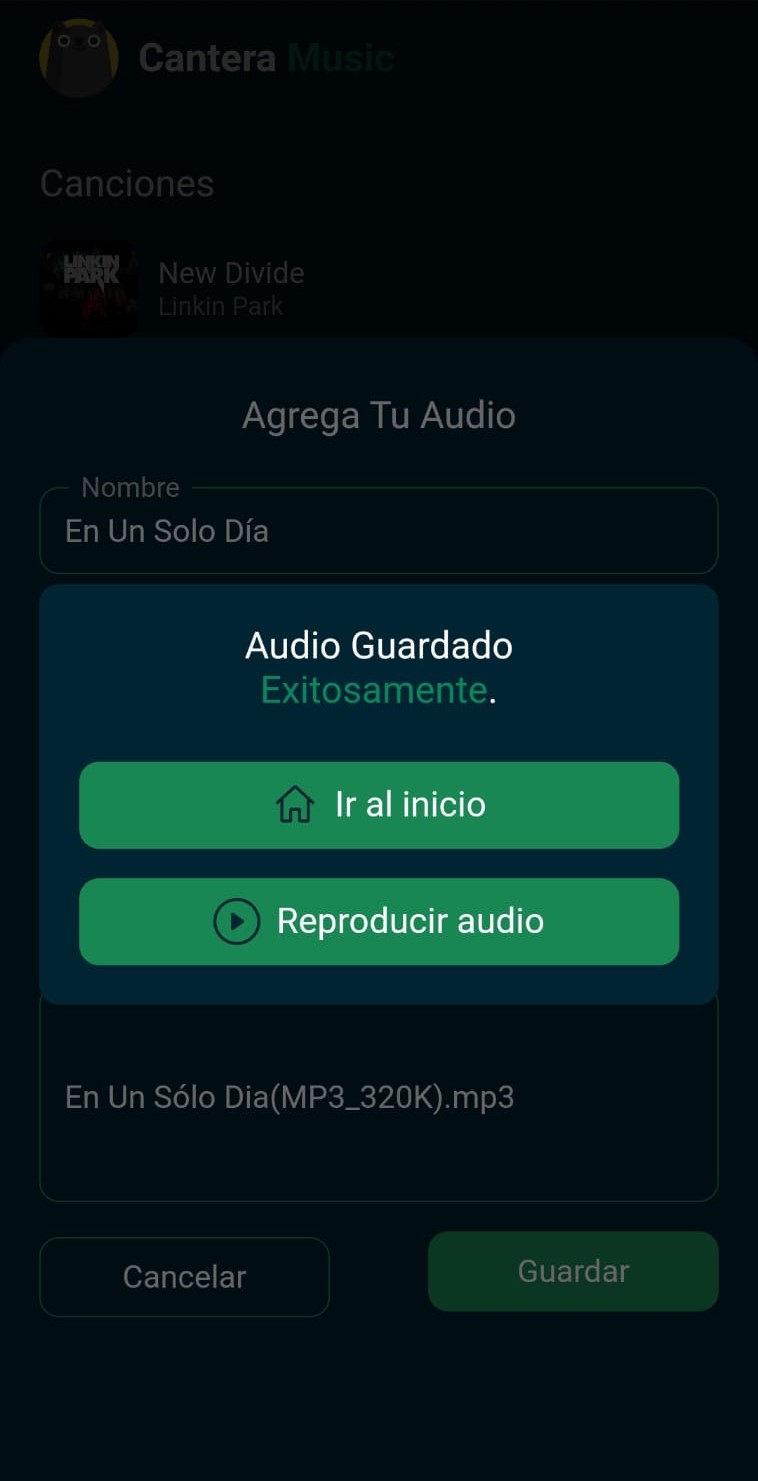 Cantera Music
Canciones
LINKIN
PARK
New Divide
Linkin Park
Agrega Tu Audio
Nombre
En Un Solo Día
Audio Guardado
Exitosamente.
Ir al inicio
Reproducir audio
En Un Sólo Dia(MP3_320K).mp3
Cancelar
Guardar